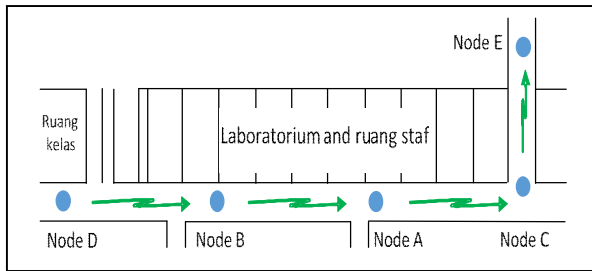 Node E
Ruang
kelas
Laboratorium and ruang staf
Node D
Node B
Node A
Node C